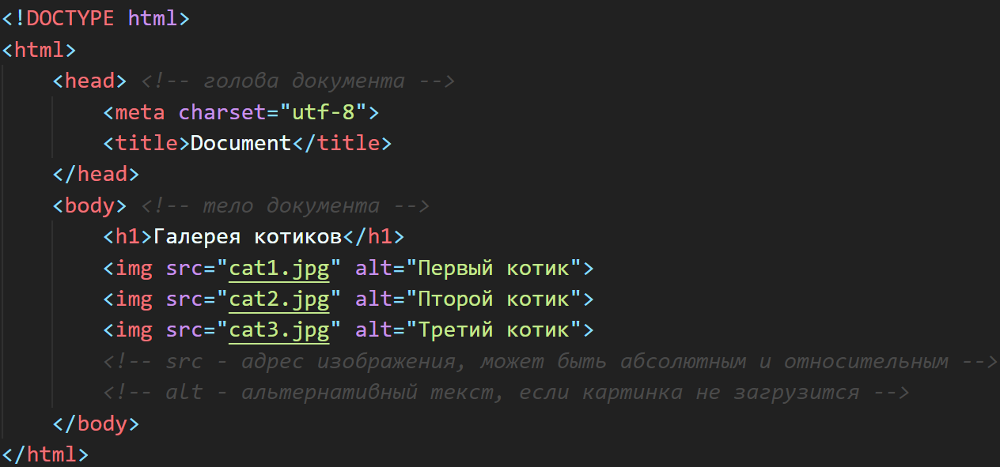 <!DOCTYPE html>
<html>
    <head> <!-- голова документа -->
        <meta charset="utf-8">
        <title>Document</title>
    </head>
    <body> <!-- тело документа -->
        <h1>Галерея котиков</h1>
        <img src="cat1.jpg" alt="Первый котик">
        <img src="cat2.jpg" alt="Пторой котик">
        <img src="cat3.jpg" alt="Третий котик">
        <!-- src - адрес изображения, может быть абсолютным и относительным -->
        <!-- alt - альтернативный текст, если картинка не загрузится -->
    </body>
</html>